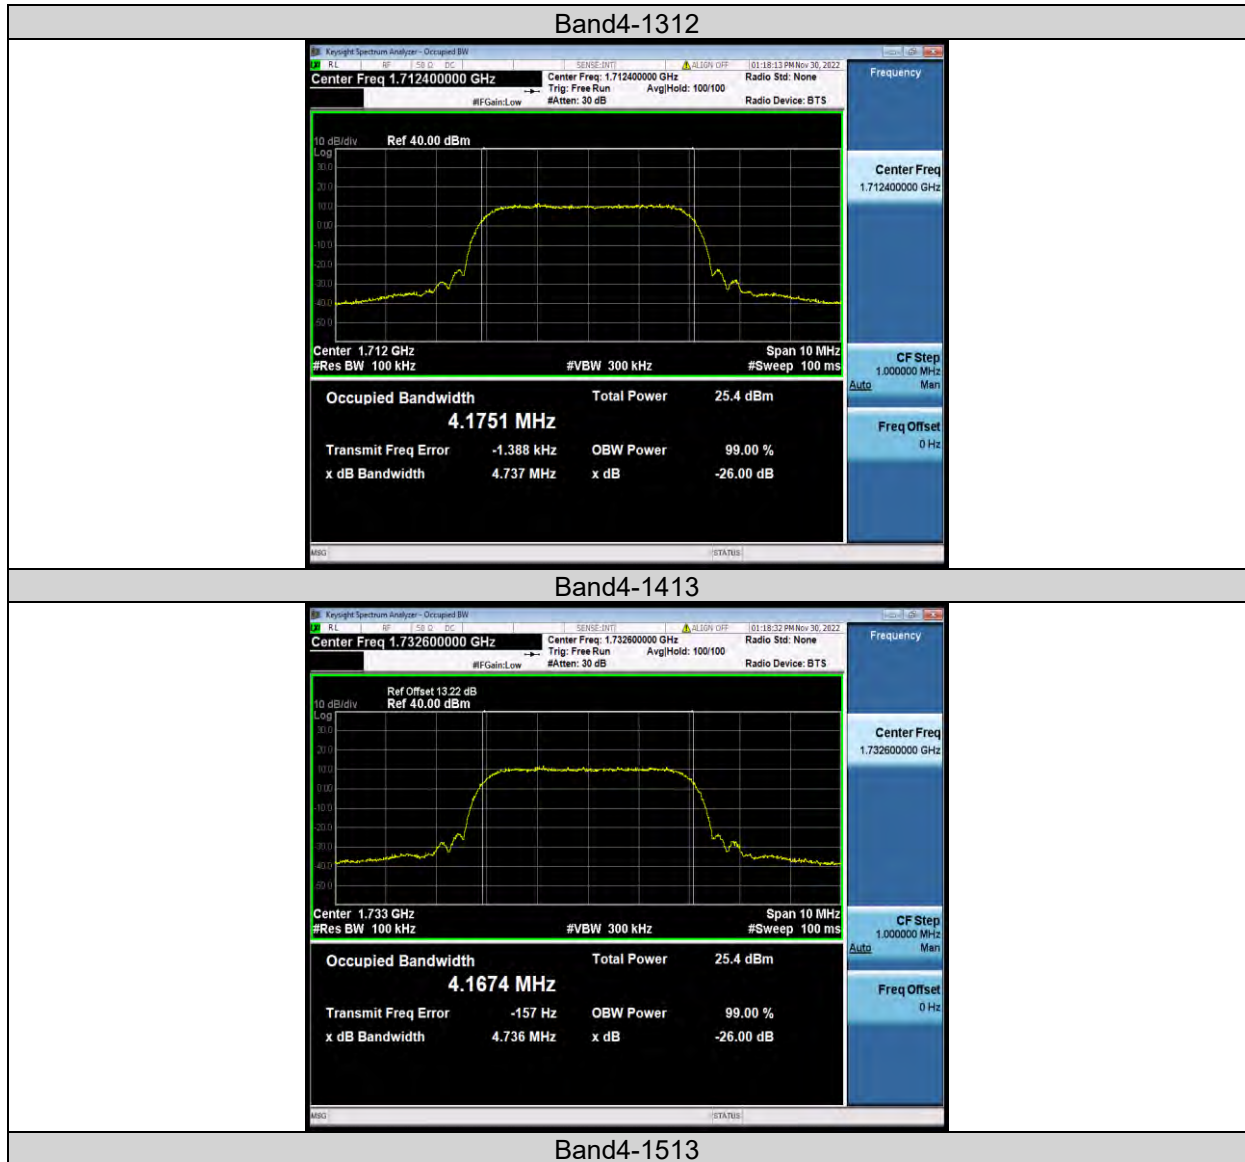 Band4-1312
Keysight Spectrum Analyzer - Occupied BW
RL RF 50 Ω DC SENSE:INT ALIGN OFF 01:18:13 PM Nov 30, 2022
Center Freq 1.712400000 GHz
Center Freq: 1.712400000 GHz Radio Std: None
Trig: Free Run Avg|Hold: 100/100
#IFGain:Low #Atten: 30 dB Radio Device: BTS
Frequency
10 dB/div Ref 40.00 dBm
Log
30.0
20.0
10.0
0.00
-10.0
-20.0
-30.0
-40.0
-50.0
Center 1.712 GHz Span 10 MHz
#Res BW 100 kHz #VBW 300 kHz #Sweep 100 ms
Center Freq
1.712400000 GHz
CF Step
1.000000 MHz
Auto Man
Freq Offset
0 Hz
Occupied Bandwidth Total Power 25.4 dBm
4.1751 MHz
Transmit Freq Error -1.388 kHz OBW Power 99.00 %
x dB Bandwidth 4.737 MHz x dB -26.00 dB
MSG STATUS
Band4-1413
Keysight Spectrum Analyzer - Occupied BW
RL RF 50 Ω DC SENSE:INT ALIGN OFF 01:18:32 PM Nov 30, 2022
Center Freq 1.732600000 GHz
Center Freq: 1.732600000 GHz Radio Std: None
Trig: Free Run Avg|Hold: 100/100
#IFGain:Low #Atten: 30 dB Radio Device: BTS
Frequency
Ref Offset 13.22 dB
10 dB/div Ref 40.00 dBm
Log
30.0
20.0
10.0
0.00
-10.0
-20.0
-30.0
-40.0
-50.0
Center 1.733 GHz Span 10 MHz
#Res BW 100 kHz #VBW 300 kHz #Sweep 100 ms
Center Freq
1.732600000 GHz
CF Step
1.000000 MHz
Auto Man
Freq Offset
0 Hz
Occupied Bandwidth Total Power 25.4 dBm
4.1674 MHz
Transmit Freq Error -157 Hz OBW Power 99.00 %
x dB Bandwidth 4.736 MHz x dB -26.00 dB
MSG STATUS
Band4-1513